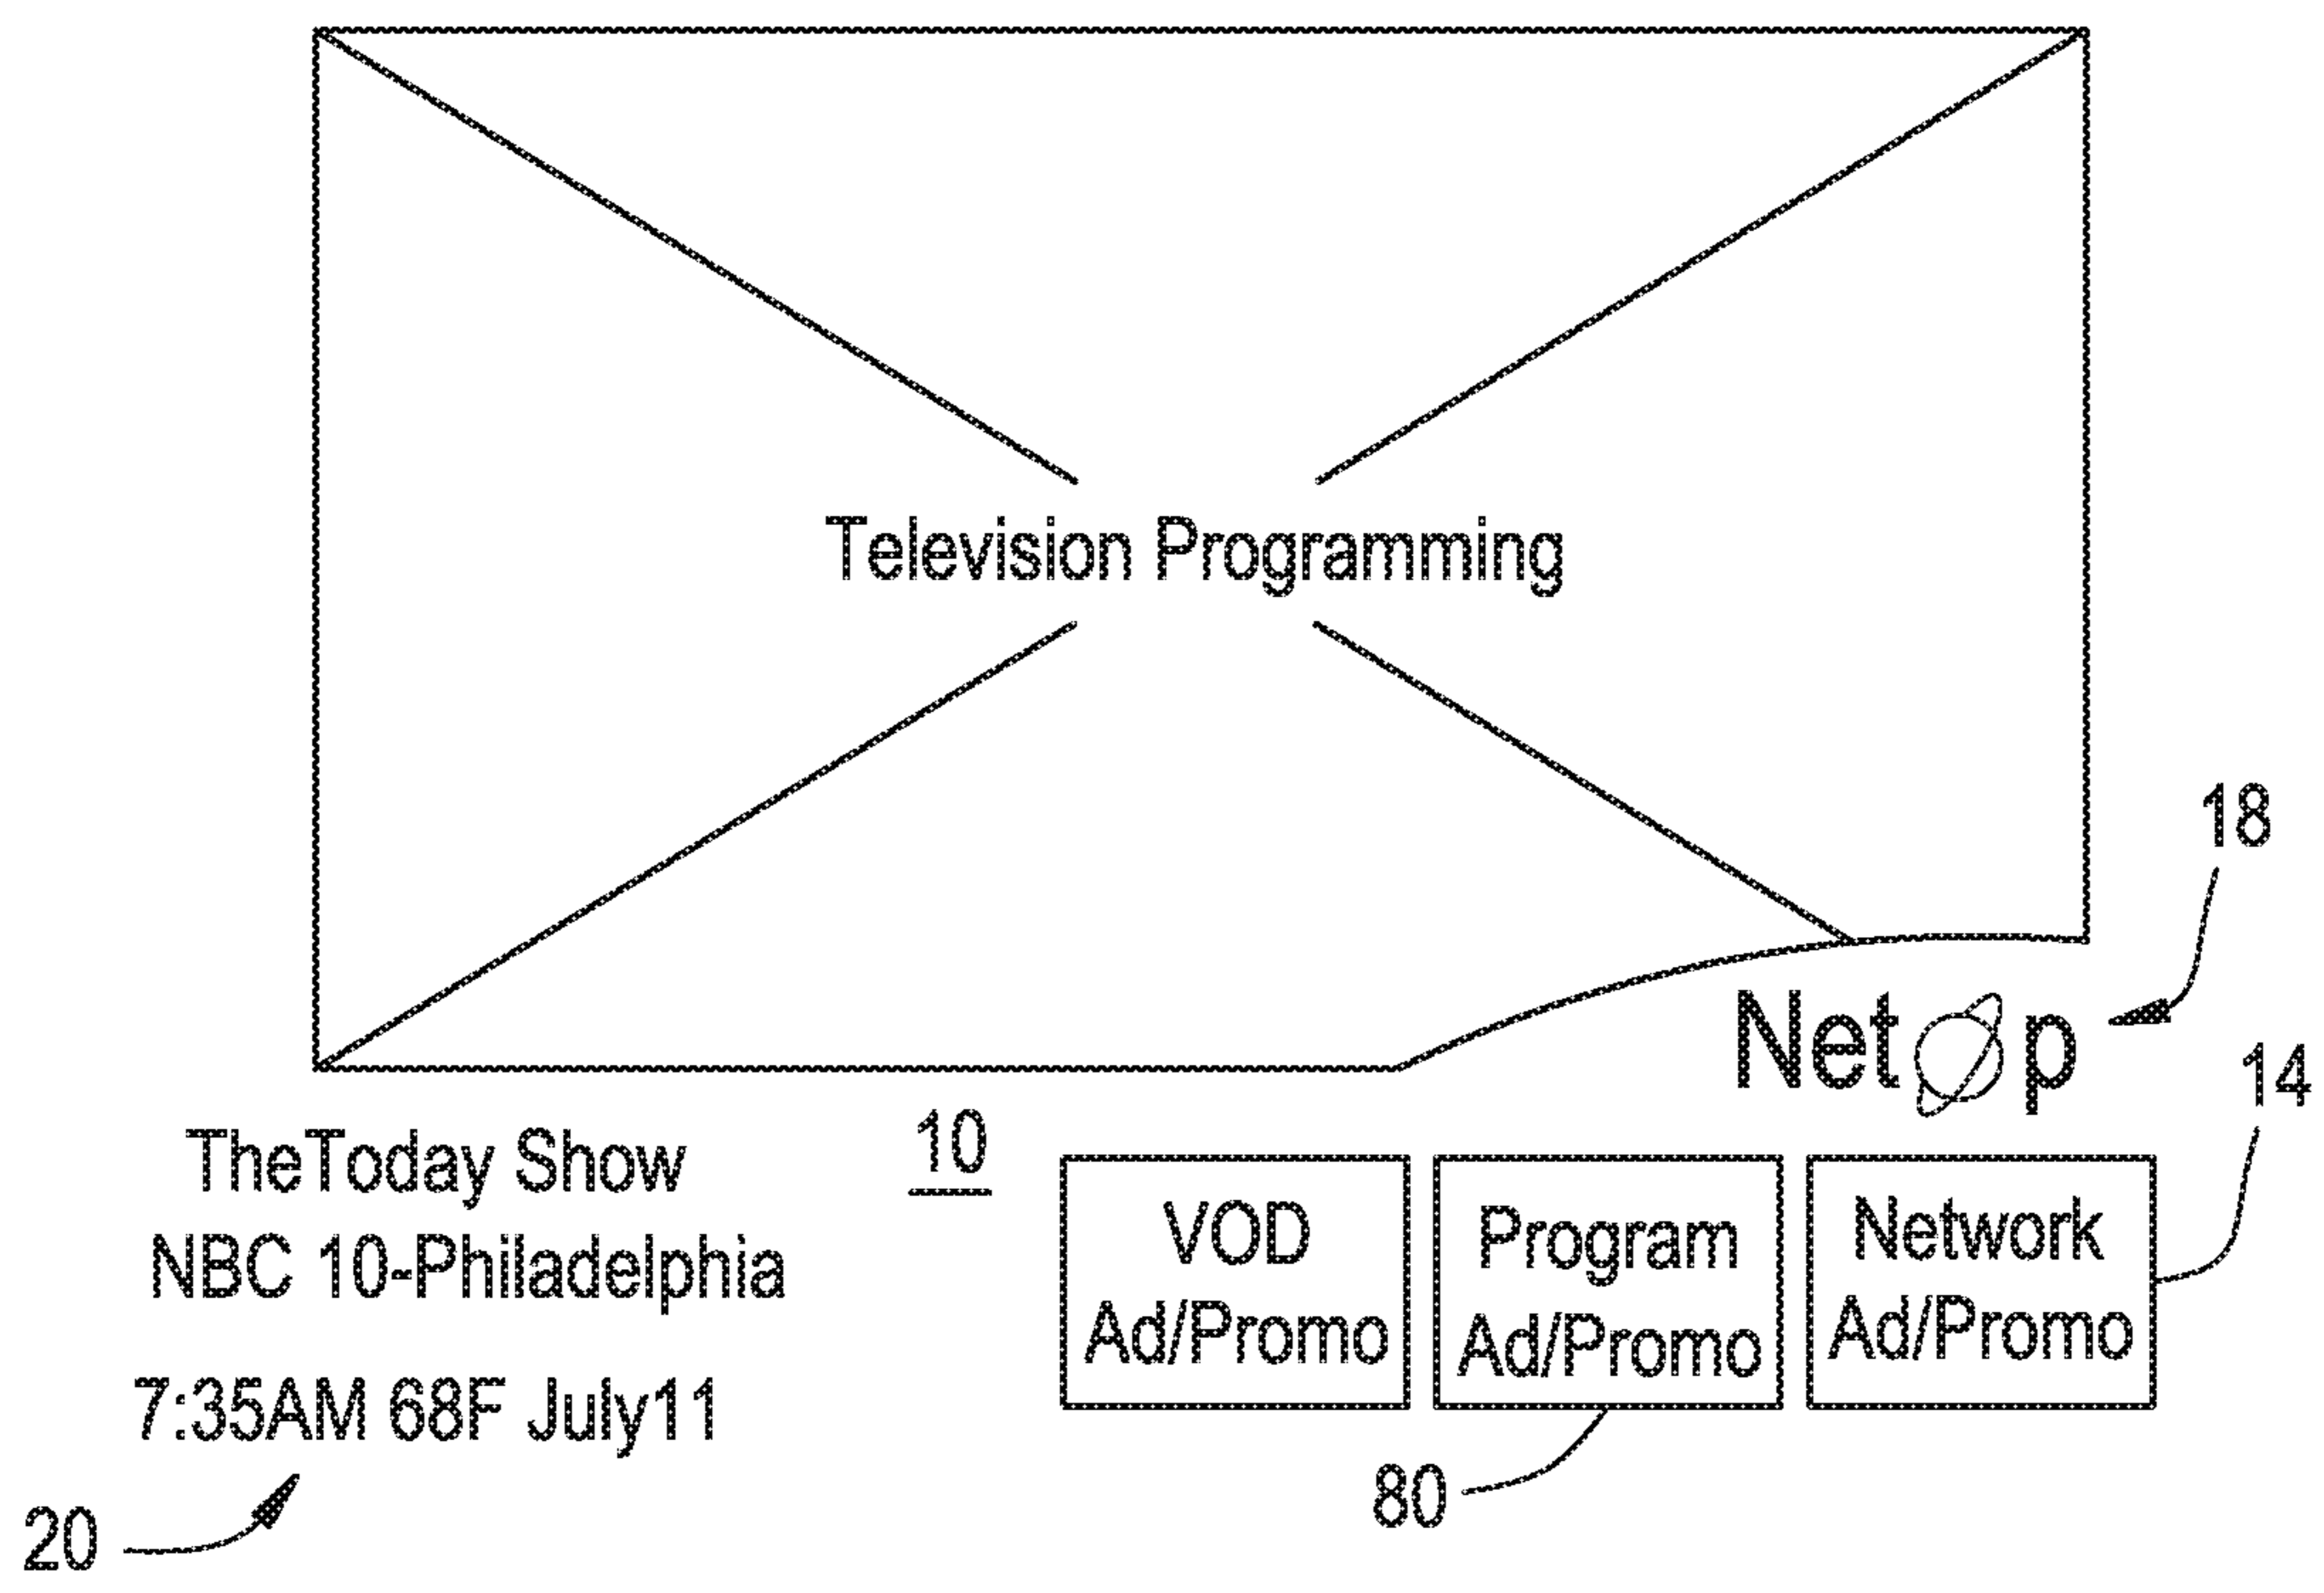 Television Programming
18
Net p
14
TheToday Show
10
NBC 10-Philadelphia
7:35AM 68F July11
VOD
Ad/Promo
Program
Ad/Promo
Network
Ad/Promo
80
20